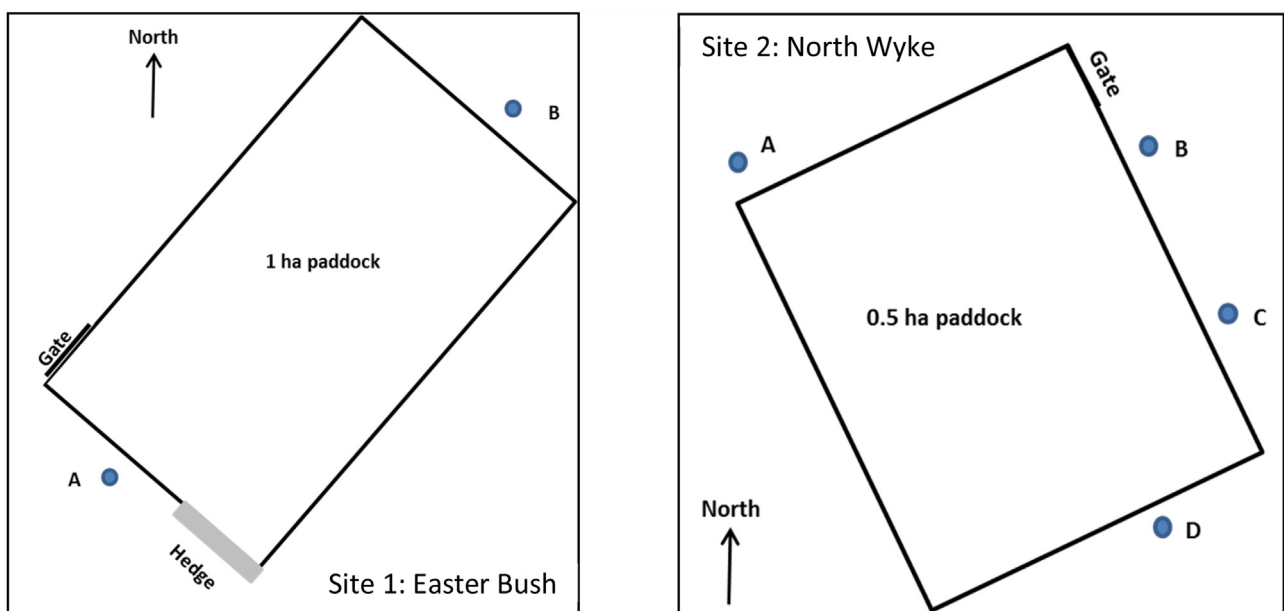 North
B
1 ha paddock
Gate
A
Hedge
Site 1: Easter Bush
Site 2: North Wyke
Gate
A
B
0.5 ha paddock
C
North
D